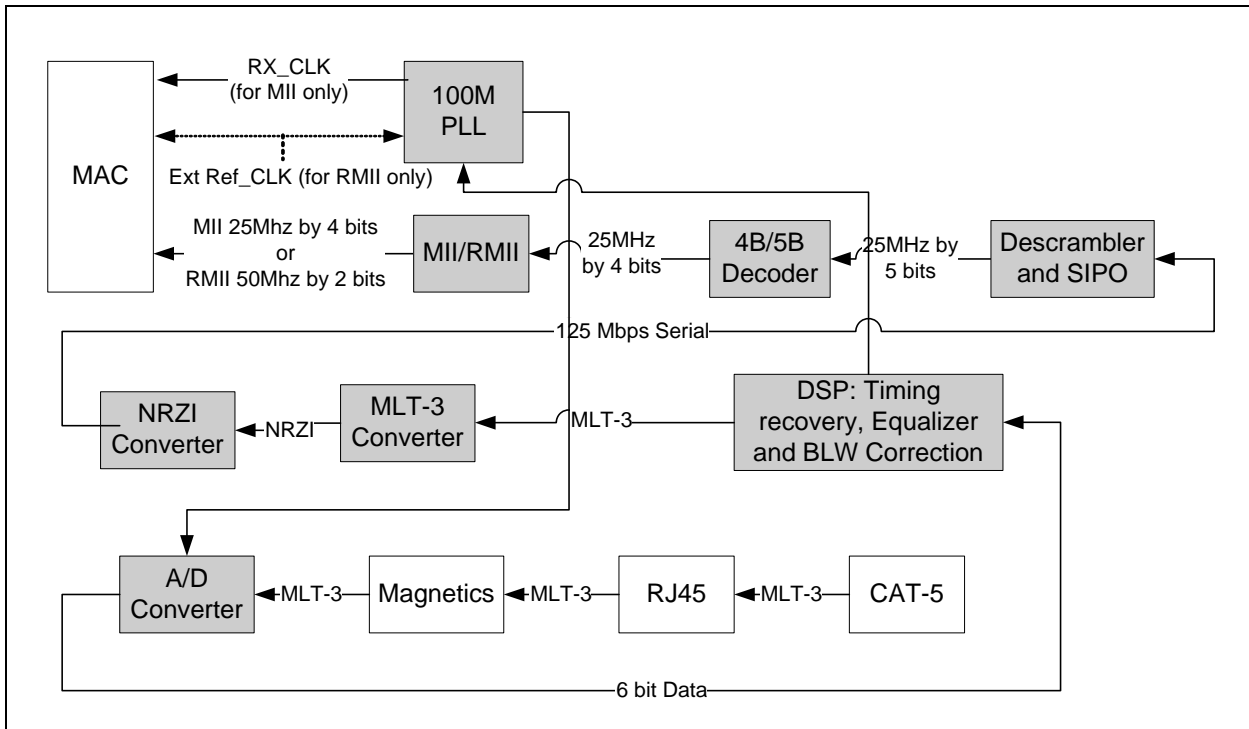 RX_CLK
(for MII only)
100M
PLL
MAC
Ext Ref_CLK (for RMII only)
MII 25Mhz by 4 bits
or
RMII 50Mhz by 2 bits
MII/RMII
25MHz
by 4 bits
4B/5B
Decoder
25MHz by
5 bits
Descrambler
and SIPO
125 Mbps Serial
NRZI
Converter
NRZI
MLT-3
Converter
MLT-3
DSP: Timing
recovery, Equalizer
and BLW Correction
A/D
Converter
MLT-3
Magnetics
MLT-3
RJ45
MLT-3
CAT-5
6 bit Data